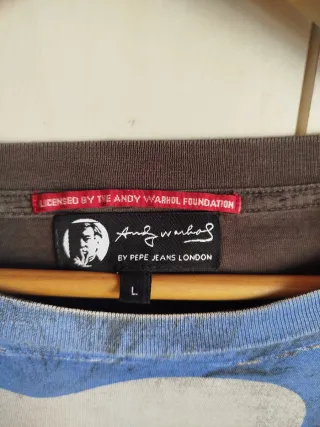 LICENSED BY THE ANDY WARHOL FOUNDATION
Andy Warhol
BY PEPE JEANS LONDON
L